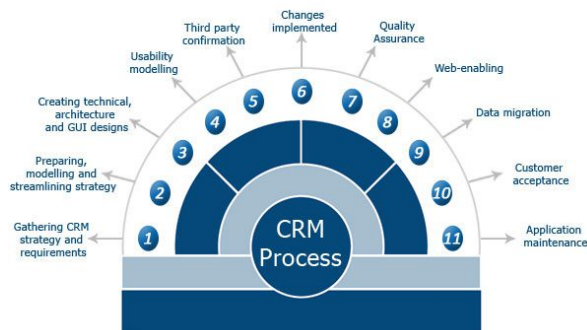 Changes
implemented
Third party
confirmation
Quality
Assurance
Usability
modelling
Web-enabling
Creating technical,
architecture
and GUI designs
Data migration
Preparing,
modelling and
streamlining strategy
Customer
acceptance
Gathering CRM
strategy and
requirements
Application
maintenance
1
2
3
4
5
6
7
8
9
10
11
CRM
Process